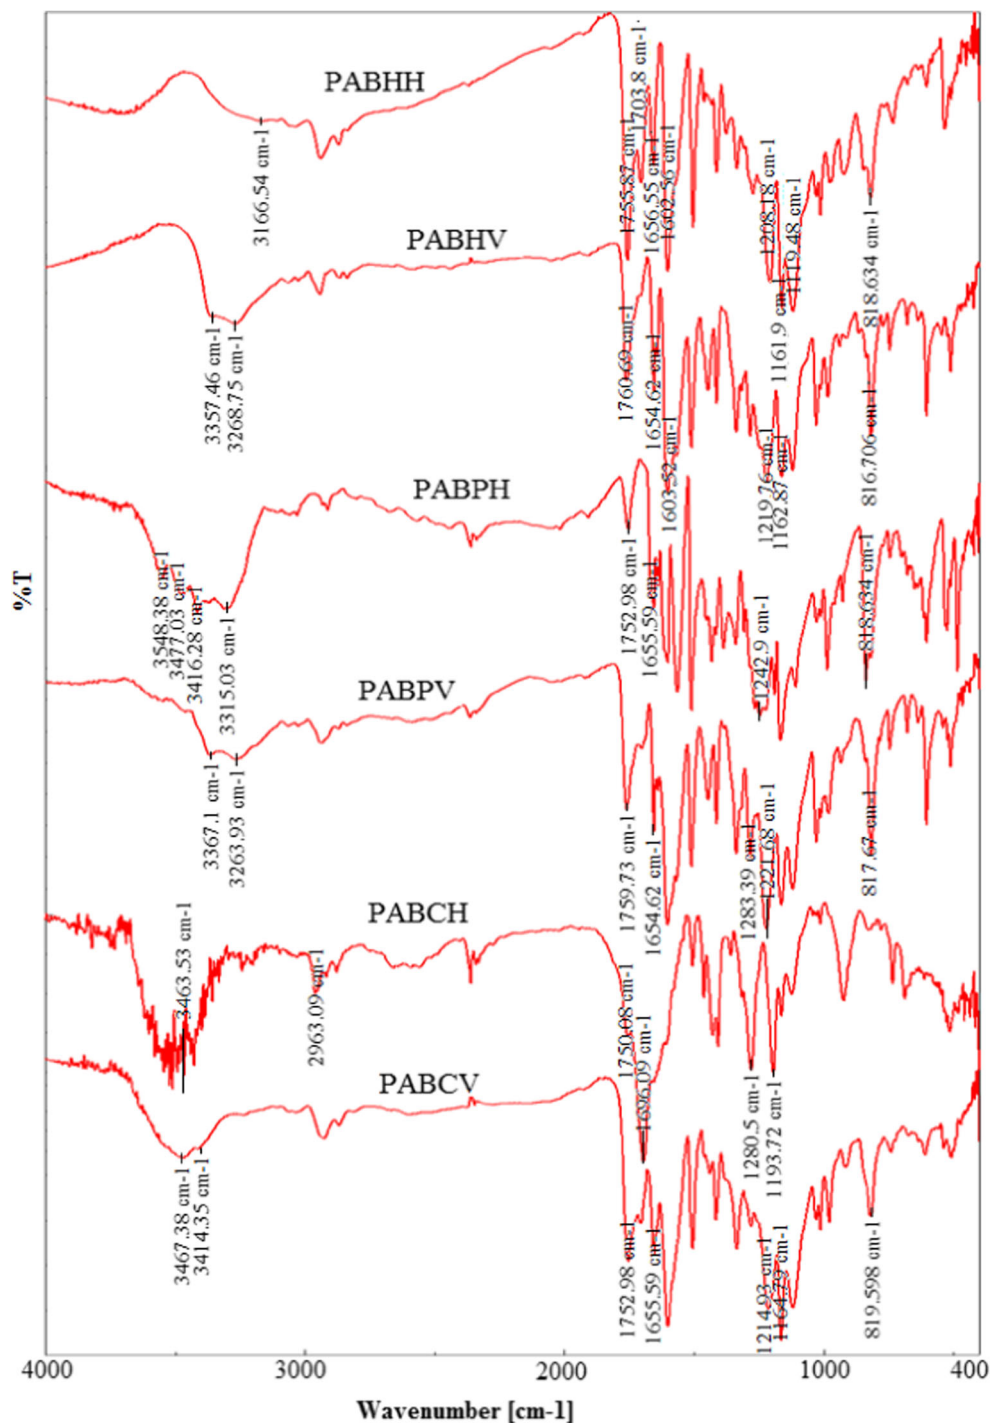 PABHH
3166.54 cm-1
1755.87 cm-1
1703.8 cm-1
1656.55 cm-1
1602.56 cm-1
1208.18 cm-1
1161.9 cm-1
1119.48 cm-1
818.634 cm-1
PABHV
3357.46 cm-1
3268.75 cm-1
1760.69 cm-1
1654.62 cm-1
1603.52 cm-1
1219.76 cm-1
1162.87 cm-1
816.706 cm-1
PABPH
3548.38 cm-1
3477.03 cm-1
3416.28 cm-1
3315.03 cm-1
1752.98 cm-1
1655.59 cm-1
1242.9 cm-1
818.634 cm-1
%T
PABPV
3367.1 cm-1
3263.93 cm-1
1759.73 cm-1
1654.62 cm-1
1283.39 cm-1
1221.68 cm-1
817.67 cm-1
PABCH
3463.53 cm-1
2963.09 cm-1
1750.08 cm-1
1696.09 cm-1
1280.5 cm-1
1193.72 cm-1
PABCV
3467.38 cm-1
3414.35 cm-1
1752.98 cm-1
1655.59 cm-1
1214.93 cm-1
1164.79 cm-1
819.598 cm-1
4000 3000 2000 1000 400
Wavenumber [cm-1]